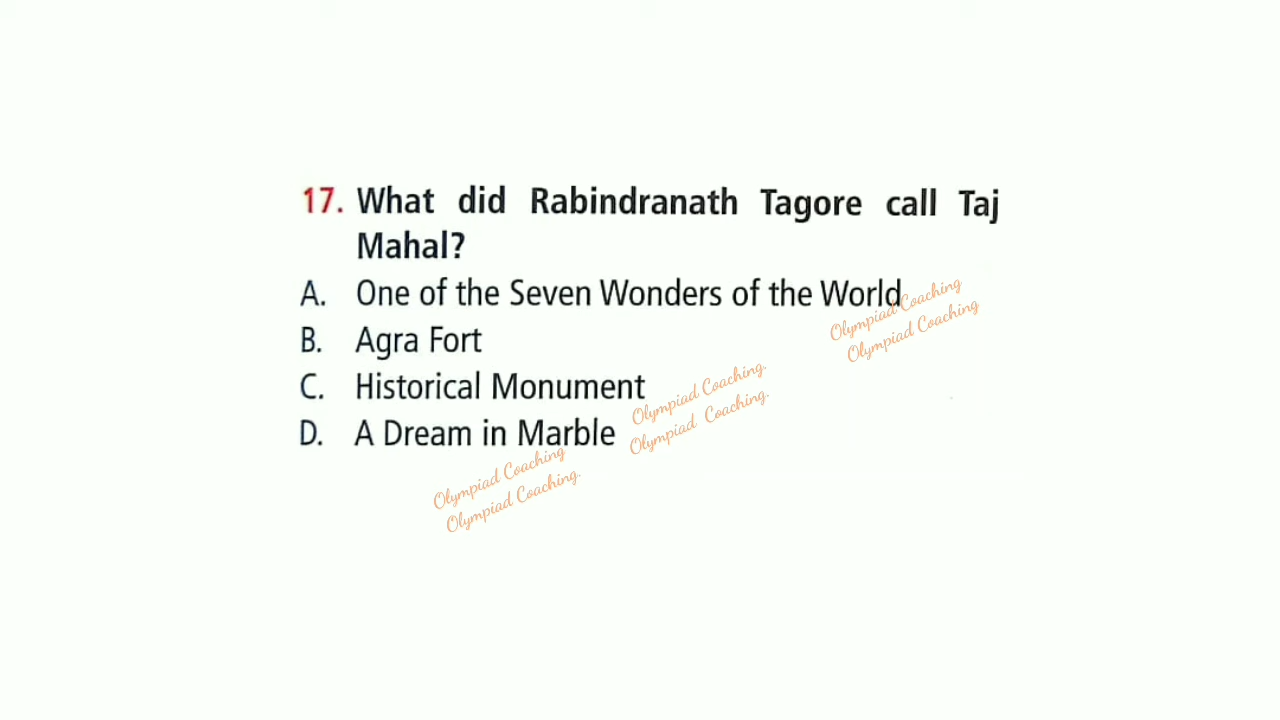 17. What did Rabindranath Tagore call Taj
Mahal?
A. One of the Seven Wonders of the World
B. Agra Fort
C. Historical Monument
D. A Dream in Marble
Olympiad Coaching
Olympiad Coaching
Olympiad Coaching.
Olympiad Coaching.
Olympiad Coaching
Olympiad Coaching.